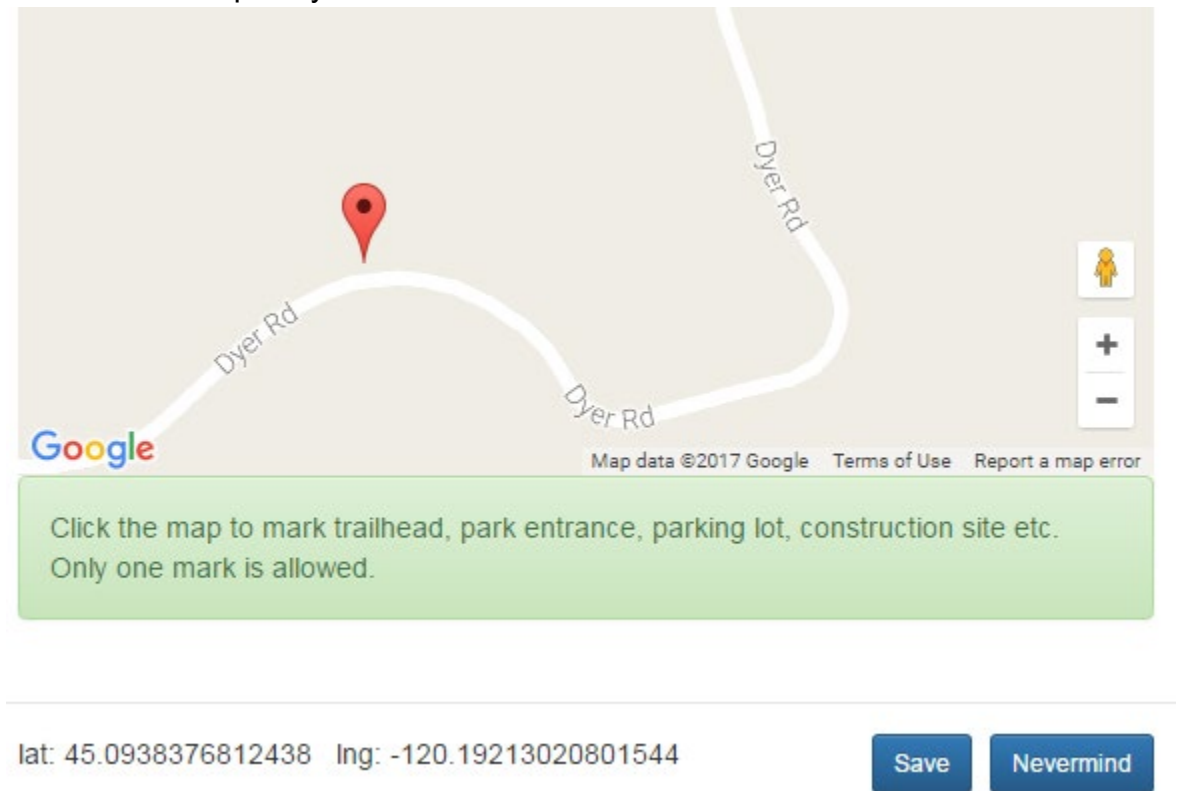 Dyer Rd
Dyer Rd
Dyer Rd
+
−
Google
Map data ©2017 Google Terms of Use Report a map error
Click the map to mark trailhead, park entrance, parking lot, construction site etc.
Only one mark is allowed.
lat: 45.0938376812438 lng: -120.19213020801544
Save Nevermind